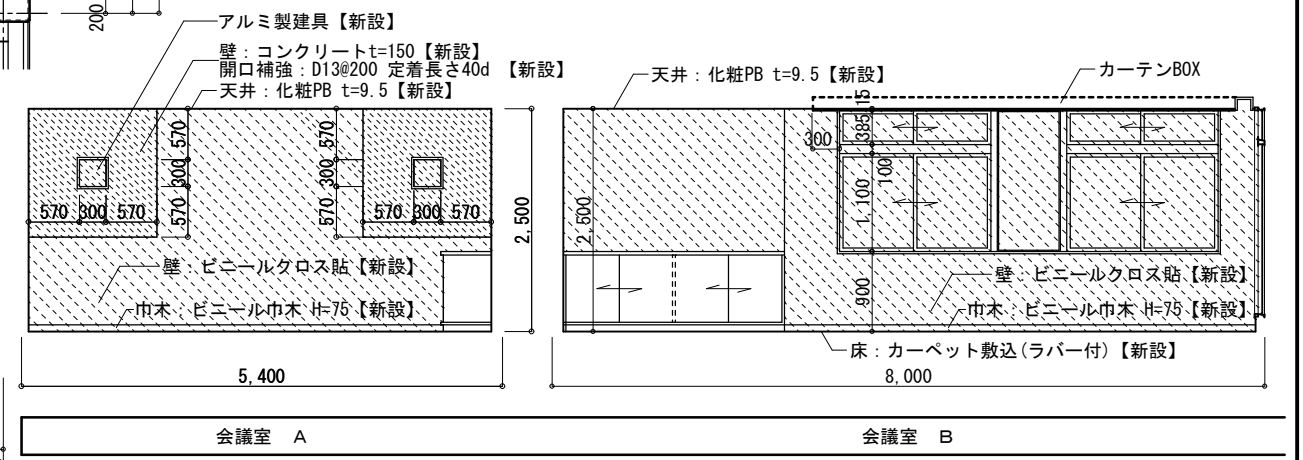 200
アルミ製建具【新設】
壁：コンクリートt=150【新設】
開口補強：D13@200 定着長さ40d 【新設】
天井：化粧PB t=9.5【新設】
天井：化粧PB t=9.5【新設】
カーテンBOX
570
300
570
570
300
570
570 300 570
570 300 570
2,500
2,500
15
385
300
100
1,100
900
壁：ビニールクロス貼【新設】
巾木：ビニール巾木 H=75【新設】
壁：ビニールクロス貼【新設】
巾木：ビニール巾木 H=75【新設】
床：カーペット敷込(ラバー付)【新設】
5,400
8,000
会議室 A
会議室 B